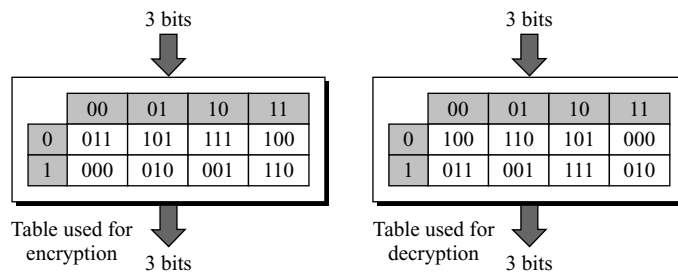 3 bits
00 01 10 11
0 011 101 111 100
1 000 010 001 110
Table used for
encryption
3 bits
3 bits
00 01 10 11
0 100 110 101 000
1 011 001 111 010
Table used for
decryption
3 bits